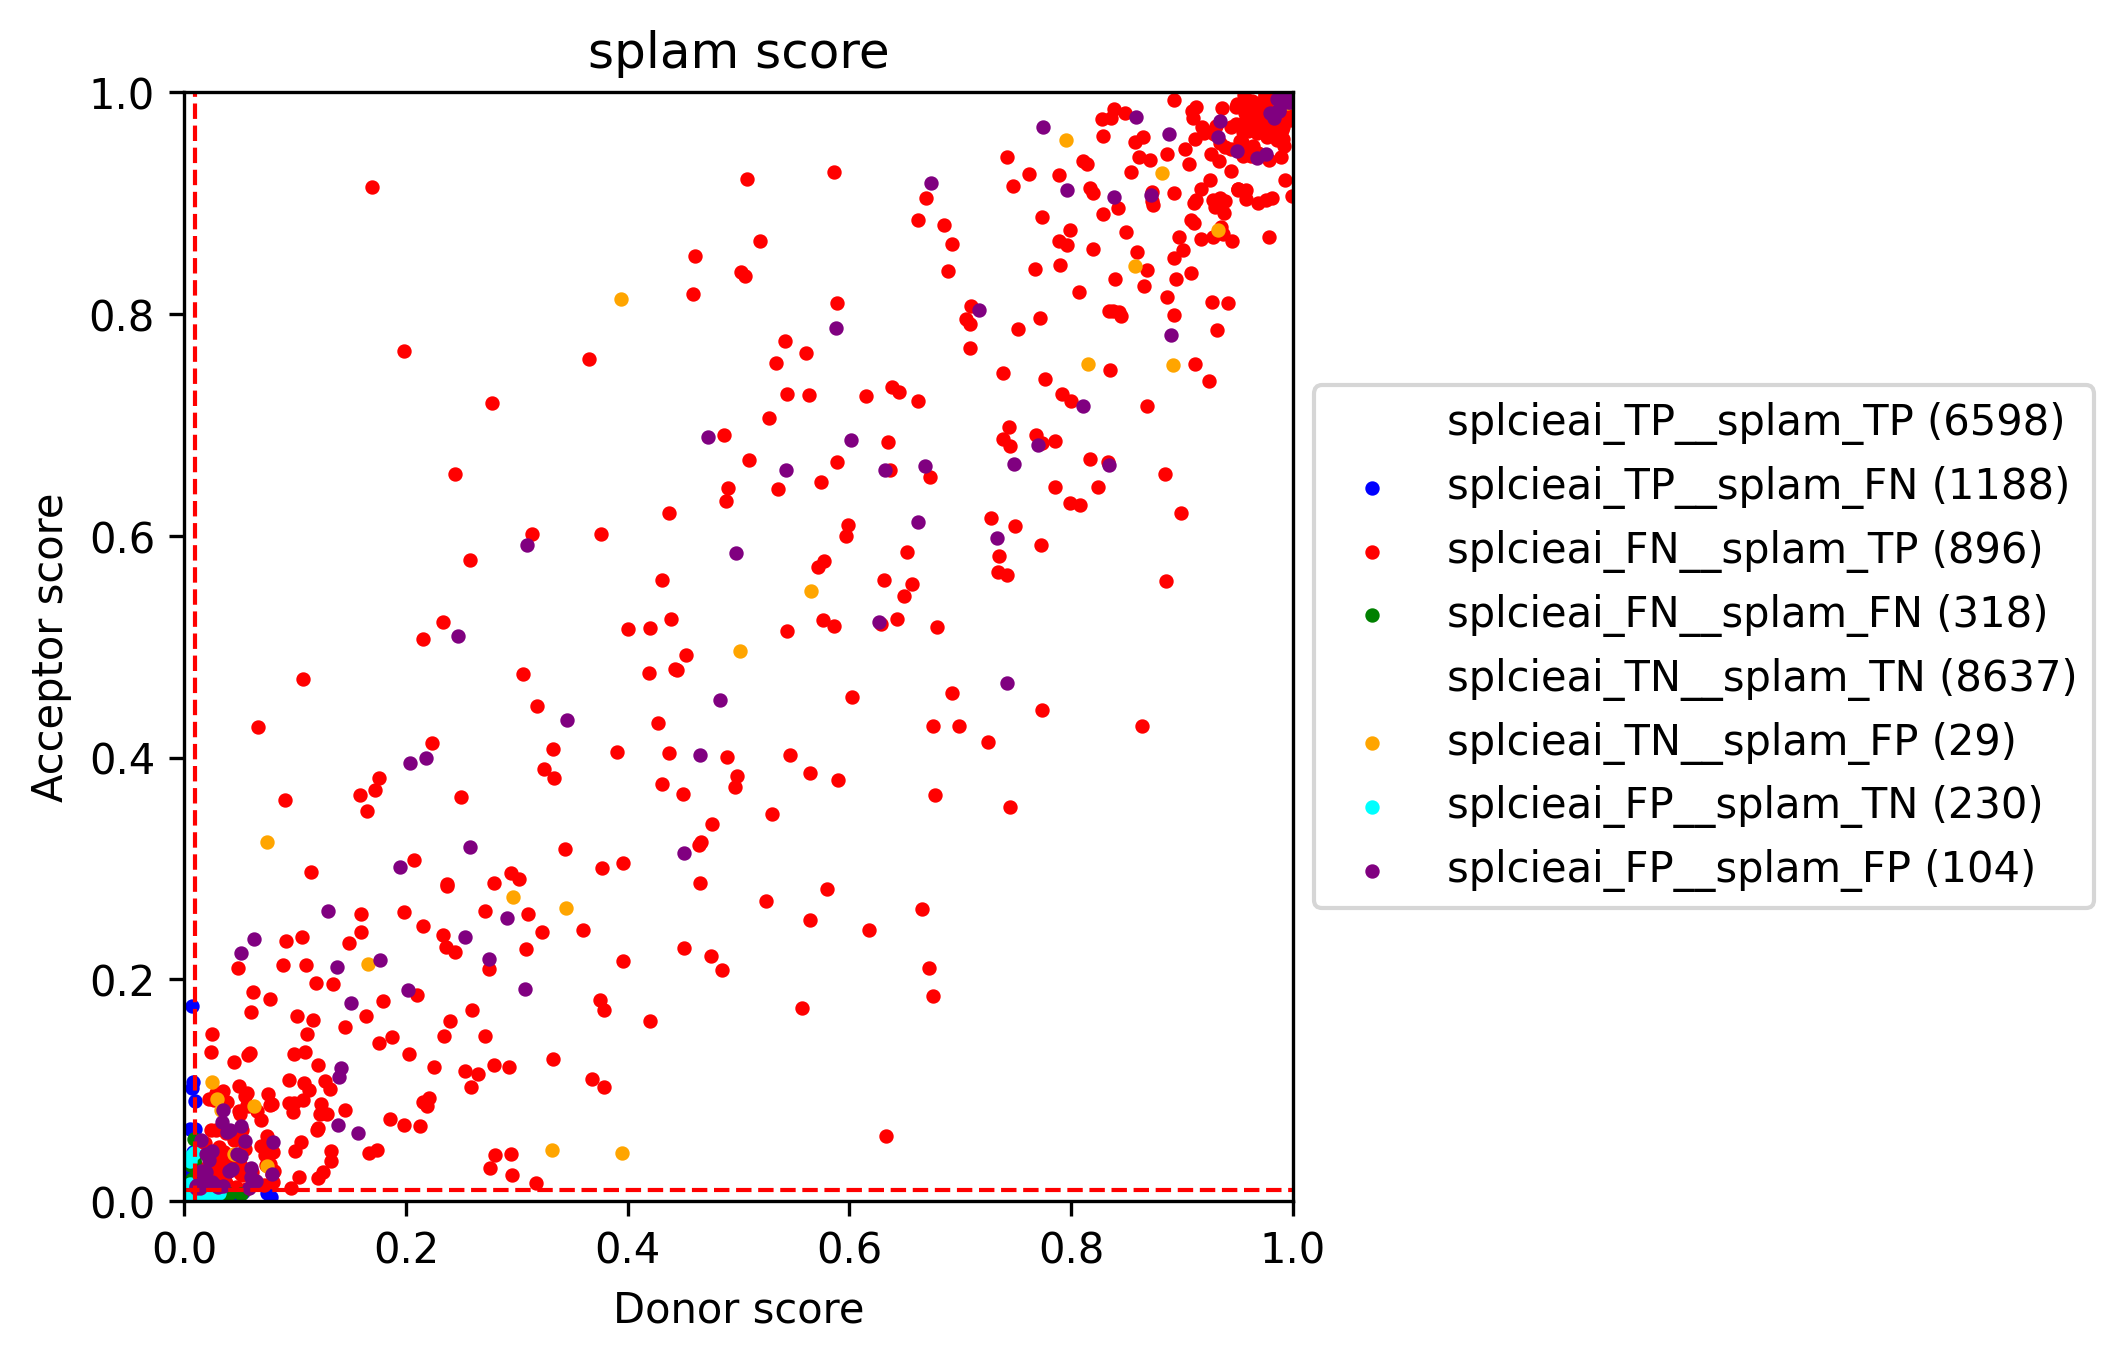 splam score
1.0
0.8
0.6
0.4
0.2
0.0
Acceptor score
0.0 0.2 0.4 0.6 0.8 1.0
Donor score
splcieai_TP__splam_TP (6598)
splcieai_TP__splam_FN (1188)
splcieai_FN__splam_TP (896)
splcieai_FN__splam_FN (318)
splcieai_TN__splam_TN (8637)
splcieai_TN__splam_FP (29)
splcieai_FP__splam_TN (230)
splcieai_FP__splam_FP (104)